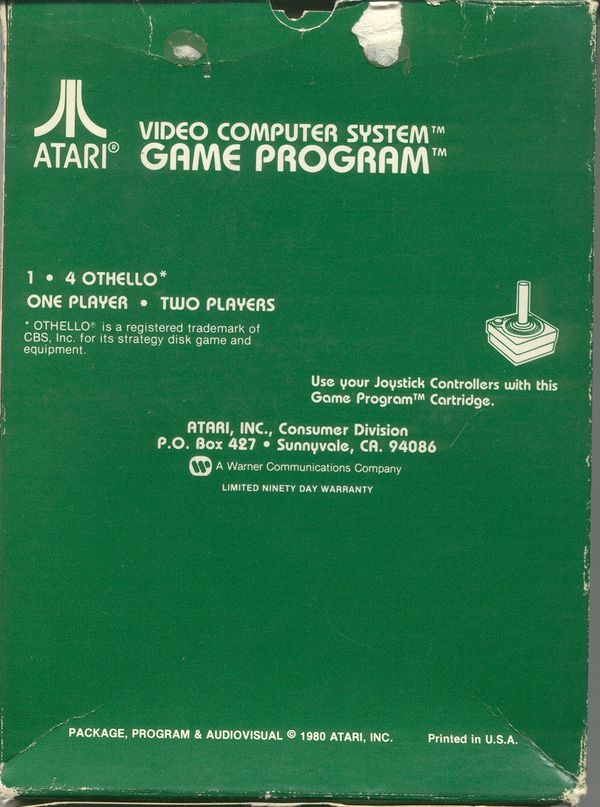 VIDEO COMPUTER SYSTEM™
ATARI® GAME PROGRAM™
1 • 4 OTHELLO*
ONE PLAYER • TWO PLAYERS
* OTHELLO® is a registered trademark of
CBS, Inc. for its strategy disk game and
equipment.
Use your Joystick Controllers with this
Game Program™ Cartridge.
ATARI, INC., Consumer Division
P.O. Box 427 • Sunnyvale, CA. 94086
A Warner Communications Company
LIMITED NINETY DAY WARRANTY
PACKAGE, PROGRAM & AUDIOVISUAL © 1980 ATARI, INC.
Printed in U.S.A.